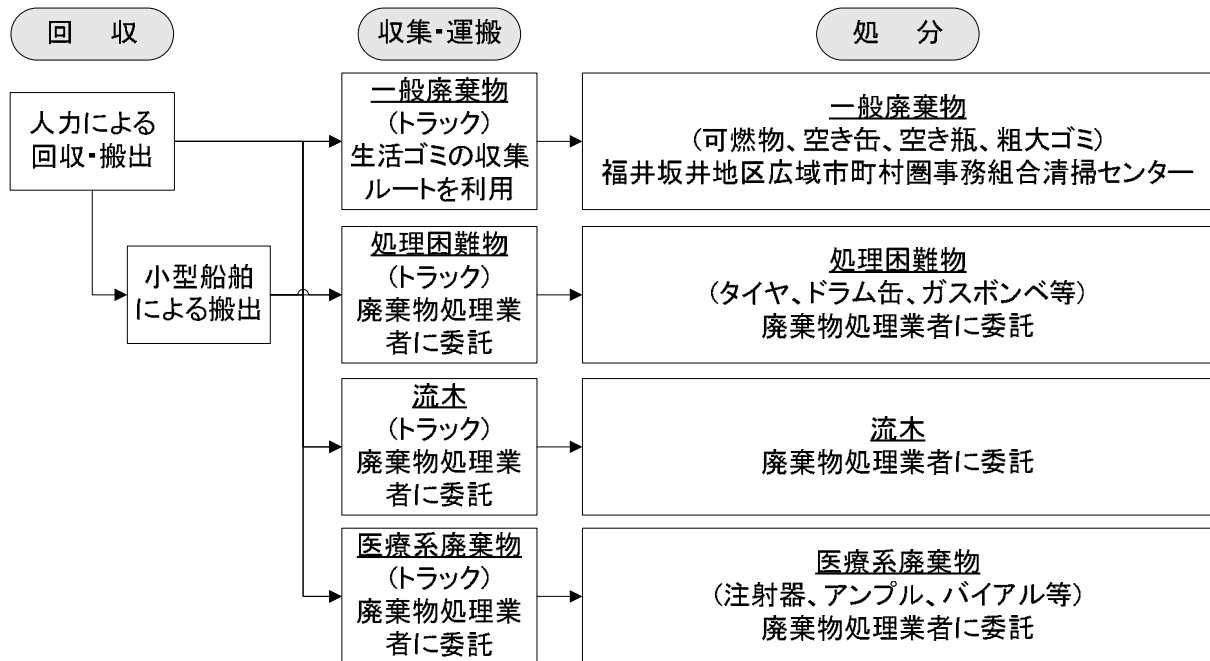 回 収
収集・運搬
処 分
人力による
回収・搬出
小型船舶
による搬出
一般廃棄物
(トラック)
生活ゴミの収集
ルートを利用
一般廃棄物
(可燃物、空き缶、空き瓶、粗大ゴミ)
福井坂井地区広域市町村圏事務組合清掃センター
処理困難物
(トラック)
廃棄物処理業
者に委託
処理困難物
(タイヤ、ドラム缶、ガスボンベ等)
廃棄物処理業者に委託
流木
(トラック)
廃棄物処理業
者に委託
流木
廃棄物処理業者に委託
医療系廃棄物
(トラック)
廃棄物処理業
者に委託
医療系廃棄物
(注射器、アンプル、バイアル等)
廃棄物処理業者に委託